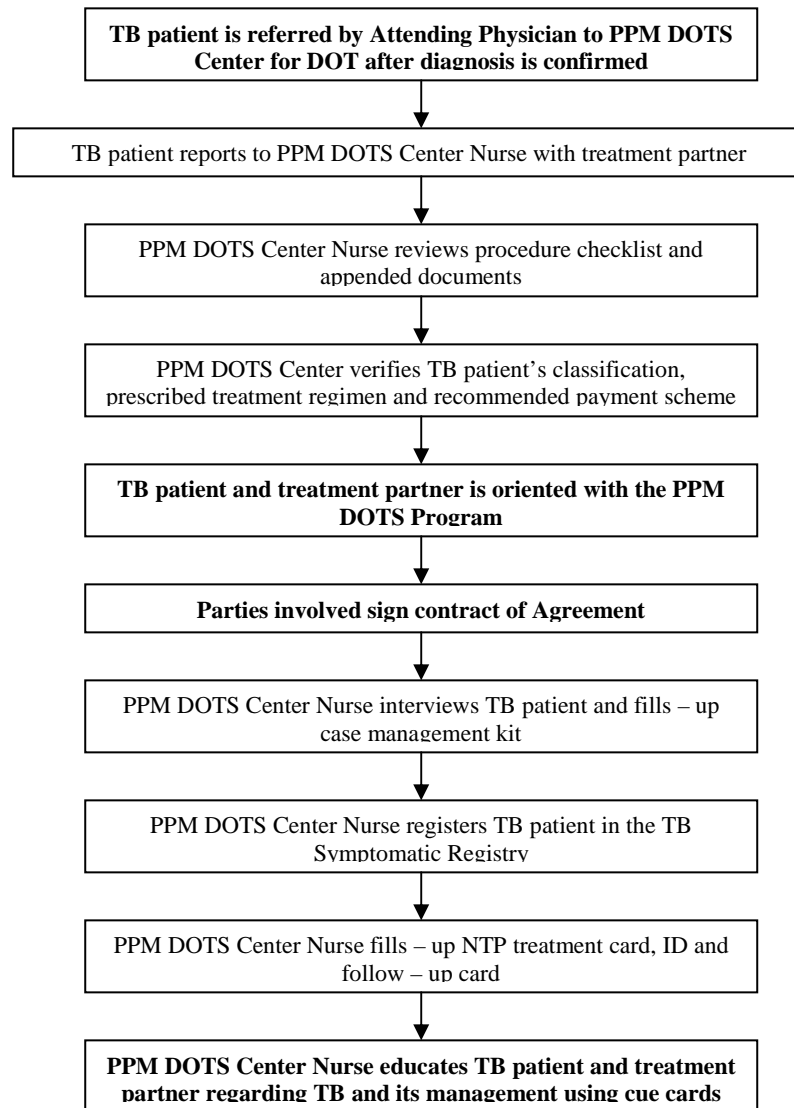 TB patient is referred by Attending Physician to PPM DOTS
Center for DOT after diagnosis is confirmed
TB patient reports to PPM DOTS Center Nurse with treatment partner
PPM DOTS Center Nurse reviews procedure checklist and
appended documents
PPM DOTS Center verifies TB patient's classification,
prescribed treatment regimen and recommended payment scheme
TB patient and treatment partner is oriented with the PPM
DOTS Program
Parties involved sign contract of Agreement
PPM DOTS Center Nurse interviews TB patient and fills – up
case management kit
PPM DOTS Center Nurse registers TB patient in the TB
Symptomatic Registry
PPM DOTS Center Nurse fills – up NTP treatment card, ID and
follow – up card
PPM DOTS Center Nurse educates TB patient and treatment
partner regarding TB and its management using cue cards